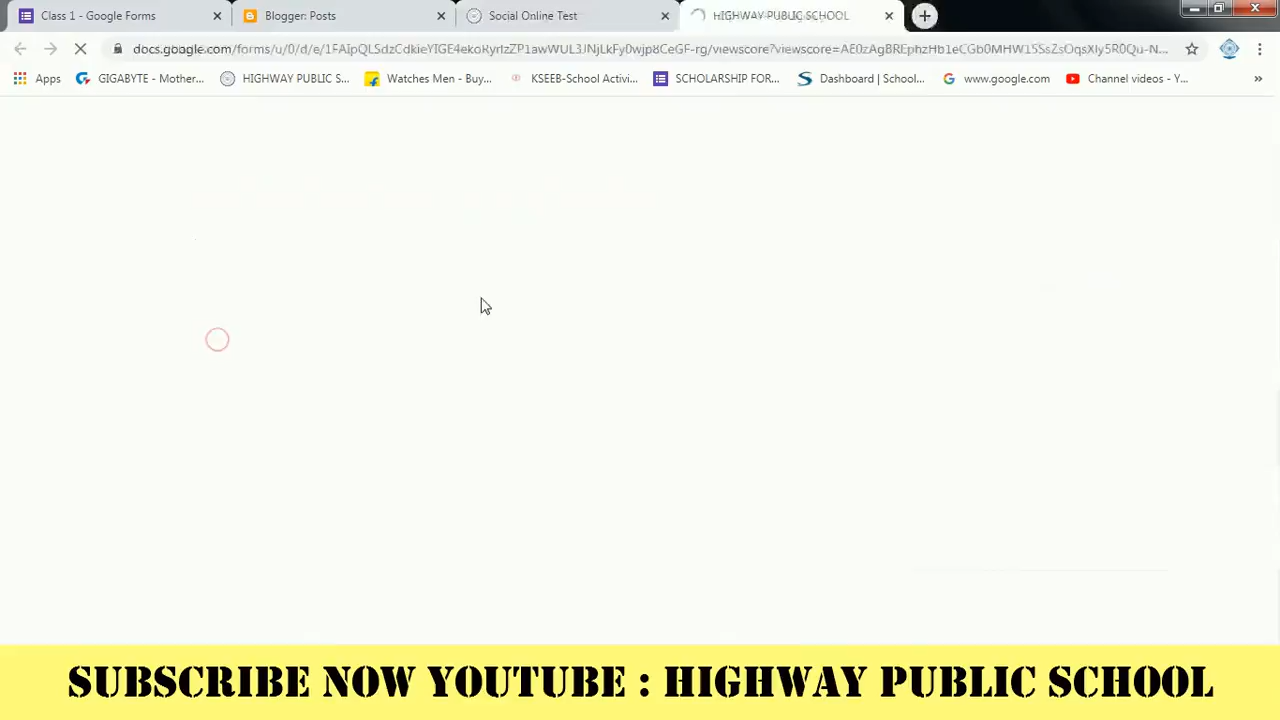 Class 1 - Google Forms
Blogger: Posts
Social Online Test
HIGHWAY PUBLIC SCHOOL
Apps
GIGABYTE - Mother...
HIGHWAY PUBLIC S...
Watches Men - Buy...
KSEEB-School Activi...
SCHOLARSHIP FOR...
Dashboard | School...
www.google.com
Channel videos - Y...
SUBSCRIBE NOW YOUTUBE : HIGHWAY PUBLIC SCHOOL